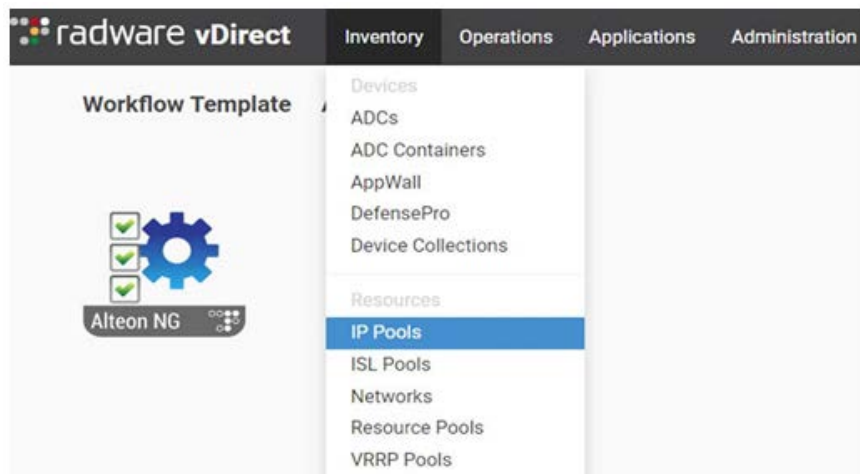 radware vDirect
Inventory
Operations
Applications
Administration
Workflow Template
Devices
ADCs
ADC Containers
AppWall
DefensePro
Device Collections
Resources
IP Pools
ISL Pools
Networks
Resource Pools
VRRP Pools
Alteon NG